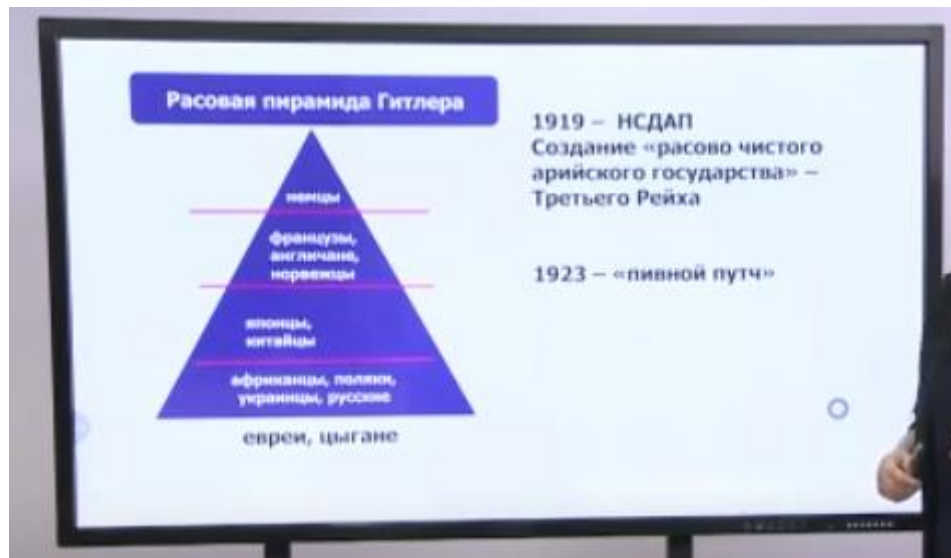 Расовая пирамида Гитлера
немцы
французы,
англичане,
норвежцы
японцы,
китайцы
африканцы, поляки,
украинцы, русские
евреи, цыгане
1919 – НСДАП
Создание «расово чистого
арийского государства» –
Третьего Рейха
1923 – «пивной путч»